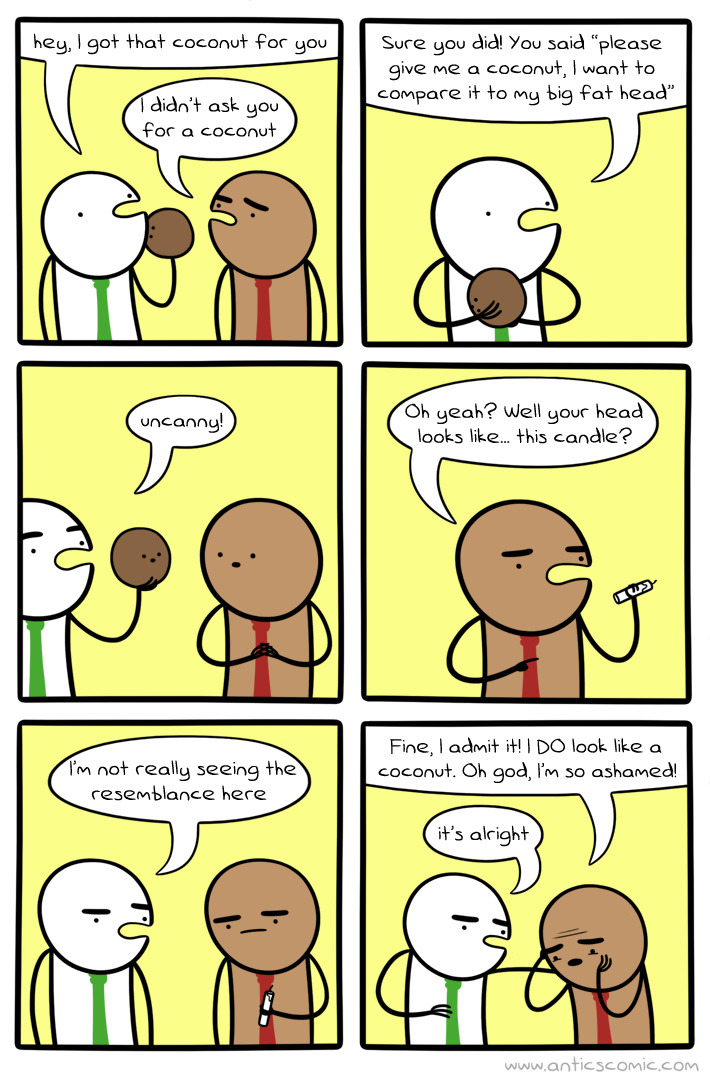 hey, I got that coconut for you
I didn't ask you
for a coconut
Sure you did! You said "please
give me a coconut, I want to
compare it to my big fat head"
uncanny!
Oh yeah? Well your head
looks like... this candle?
I'm not really seeing the
resemblance here
Fine, I admit it! I DO look like a
coconut. Oh god, I'm so ashamed!
it's alright
www.anticscomic.com